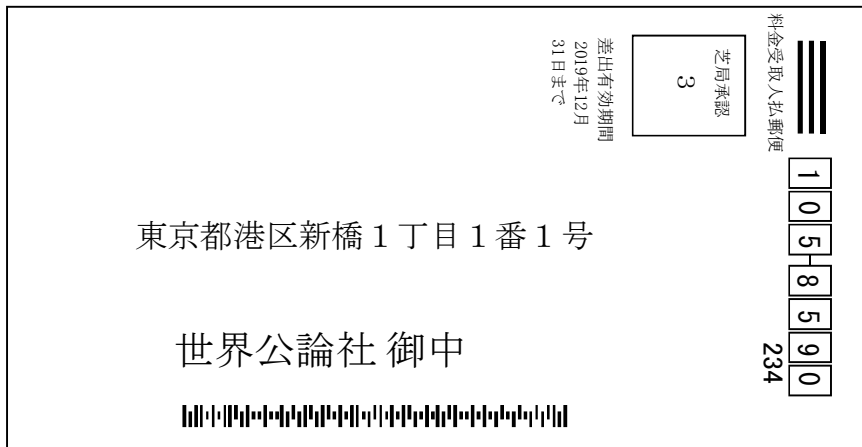 料金受取人払郵便
芝局承認
3
差出有効期間
2019年12月
31日まで
105-8590
234
東京都港区新橋１丁目１番１号
世界公論社 御中